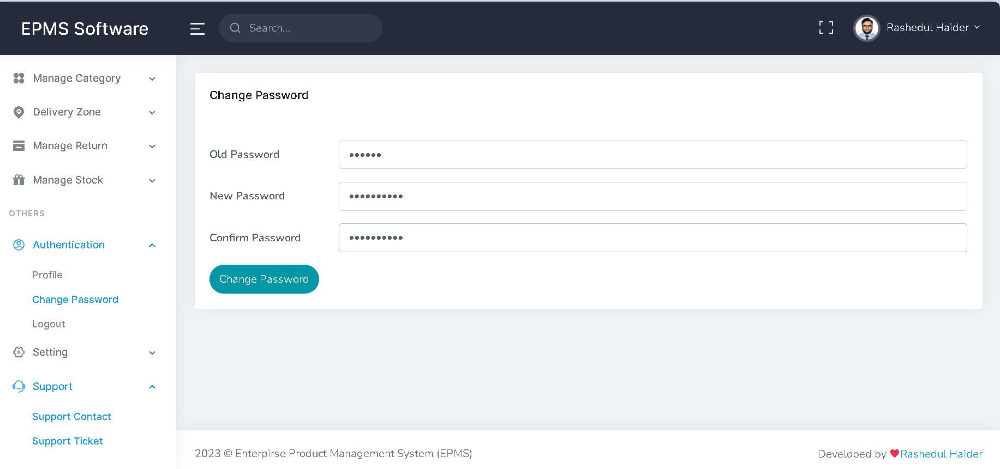 EPMS Software
Search...
Rashedul Haider
Manage Category
Delivery Zone
Manage Return
Manage Stock
OTHERS
Authentication
Profile
Change Password
Logout
Setting
Support
Support Contact
Support Ticket
Change Password
Old Password ••••••
New Password ••••••••••
Confirm Password ••••••••••
Change Password
2023 © Enterpirse Product Management System (EPMS)
Developed by ❤Rashedul Haider